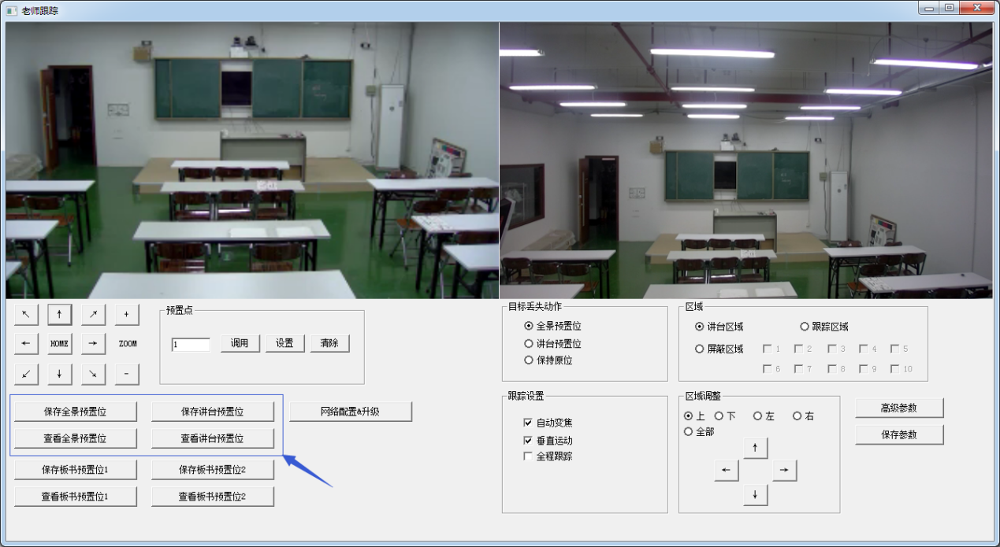 老师跟踪
预置点
1
调用
设置
清除
+
HOME
ZOOM
-
保存全景预置位
保存讲台预置位
网络配置&升级
查看全景预置位
查看讲台预置位
保存板书预置位1
保存板书预置位2
查看板书预置位1
查看板书预置位2
目标丢失动作
全景预置位
讲台预置位
保持原位
区域
讲台区域
跟踪区域
屏蔽区域
1 2 3 4 5
6 7 8 9 10
跟踪设置
自动变焦
垂直运动
全程跟踪
区域调整
上 下 左 右
全部
高级参数
保存参数